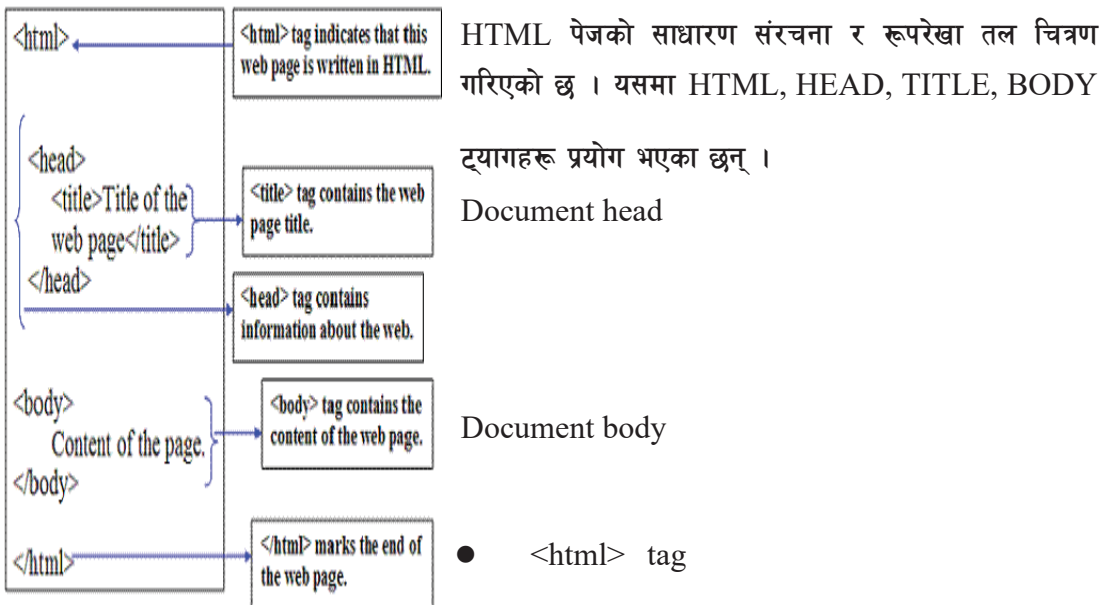 <html>
<html> tag indicates that this
web page is written in HTML.
<head>
<title>Title of the
web page</title>
</head>
<title> tag contains the web
page title.
<head> tag contains
information about the web.
<body>
Content of the page.
</body>
<body> tag contains the
content of the web page.
</html>
</html> marks the end of
the web page.
HTML पेजको साधारण संरचना र रूपरेखा तल चित्रण
गरिएको छ । यसमा HTML, HEAD, TITLE, BODY
ट्यागहरू प्रयोग भएका छन् ।
Document head
Document body
● <html> tag